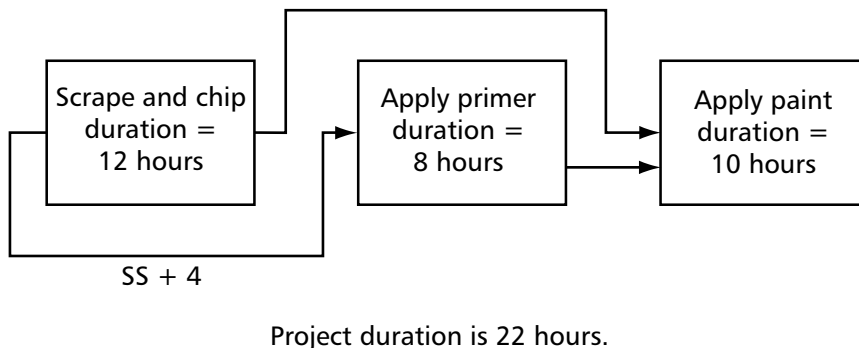 Scrape and chip
duration =
12 hours
Apply primer
duration =
8 hours
Apply paint
duration =
10 hours
SS + 4
Project duration is 22 hours.